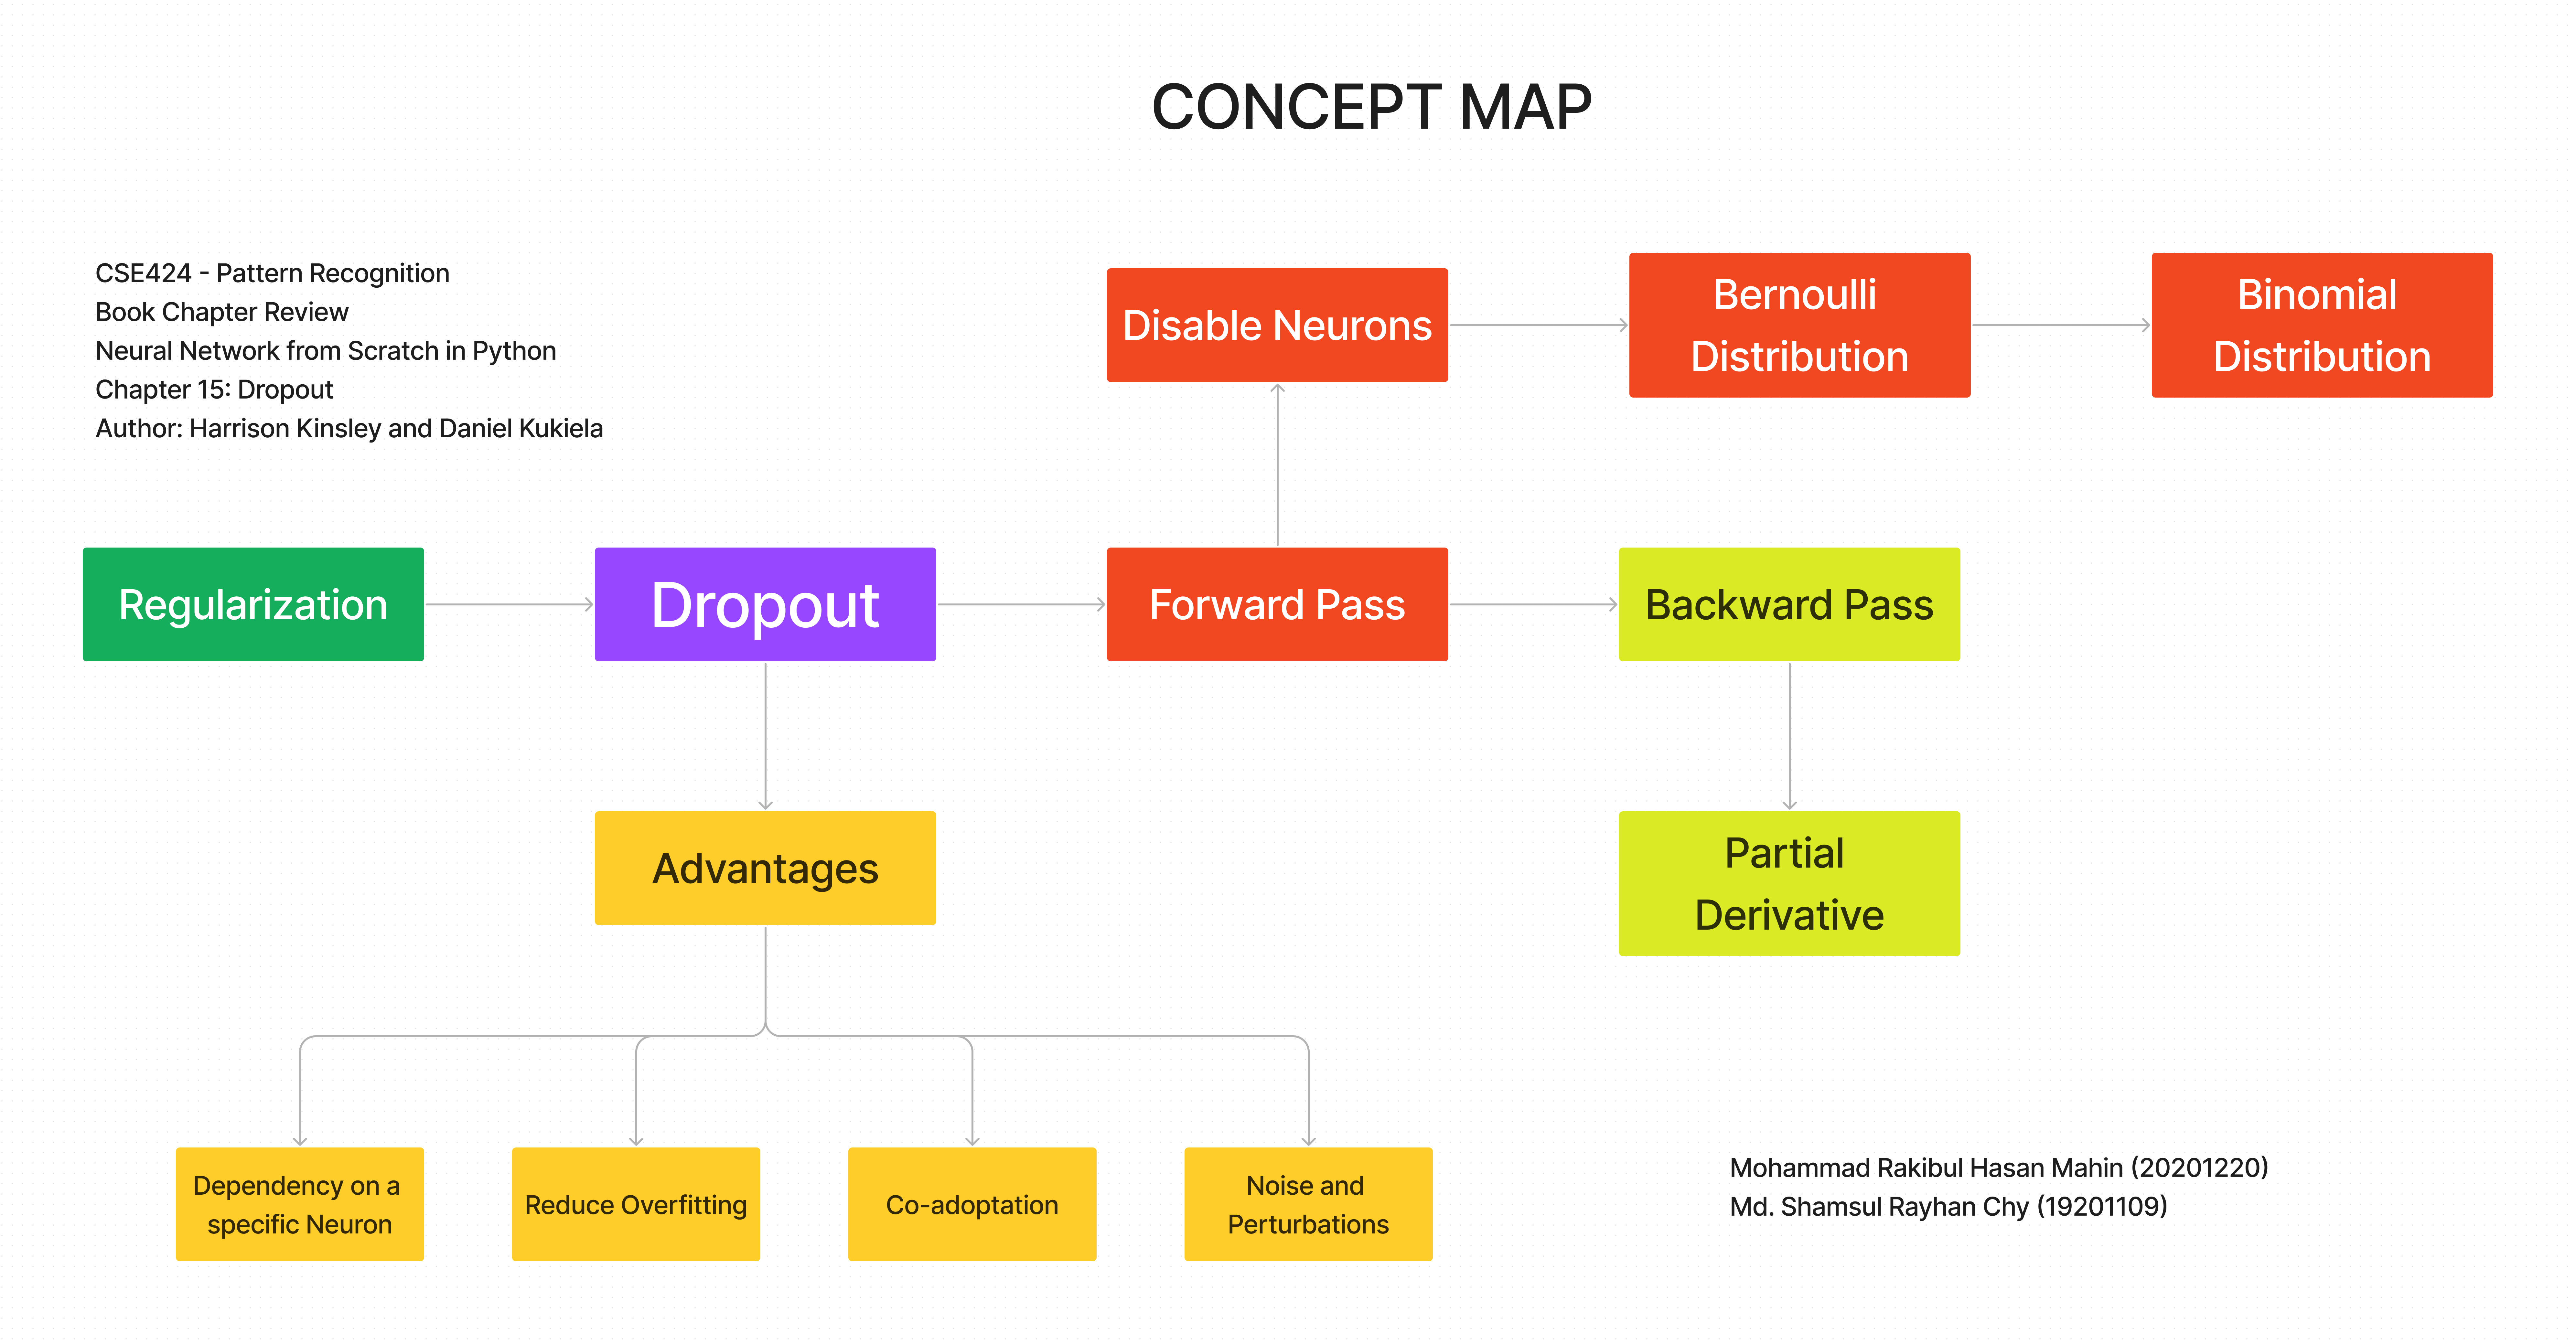 CONCEPT MAP
CSE424 - Pattern Recognition
Book Chapter Review
Neural Network from Scratch in Python
Chapter 15: Dropout
Author: Harrison Kinsley and Daniel Kukiela
Disable Neurons
Bernoulli
Distribution
Binomial
Distribution
Regularization
Dropout
Forward Pass
Backward Pass
Advantages
Partial
Derivative
Dependency on a
specific Neuron
Reduce Overfitting
Co-adoptation
Noise and
Perturbations
Mohammad Rakibul Hasan Mahin (20201220)
Md. Shamsul Rayhan Chy (19201109)